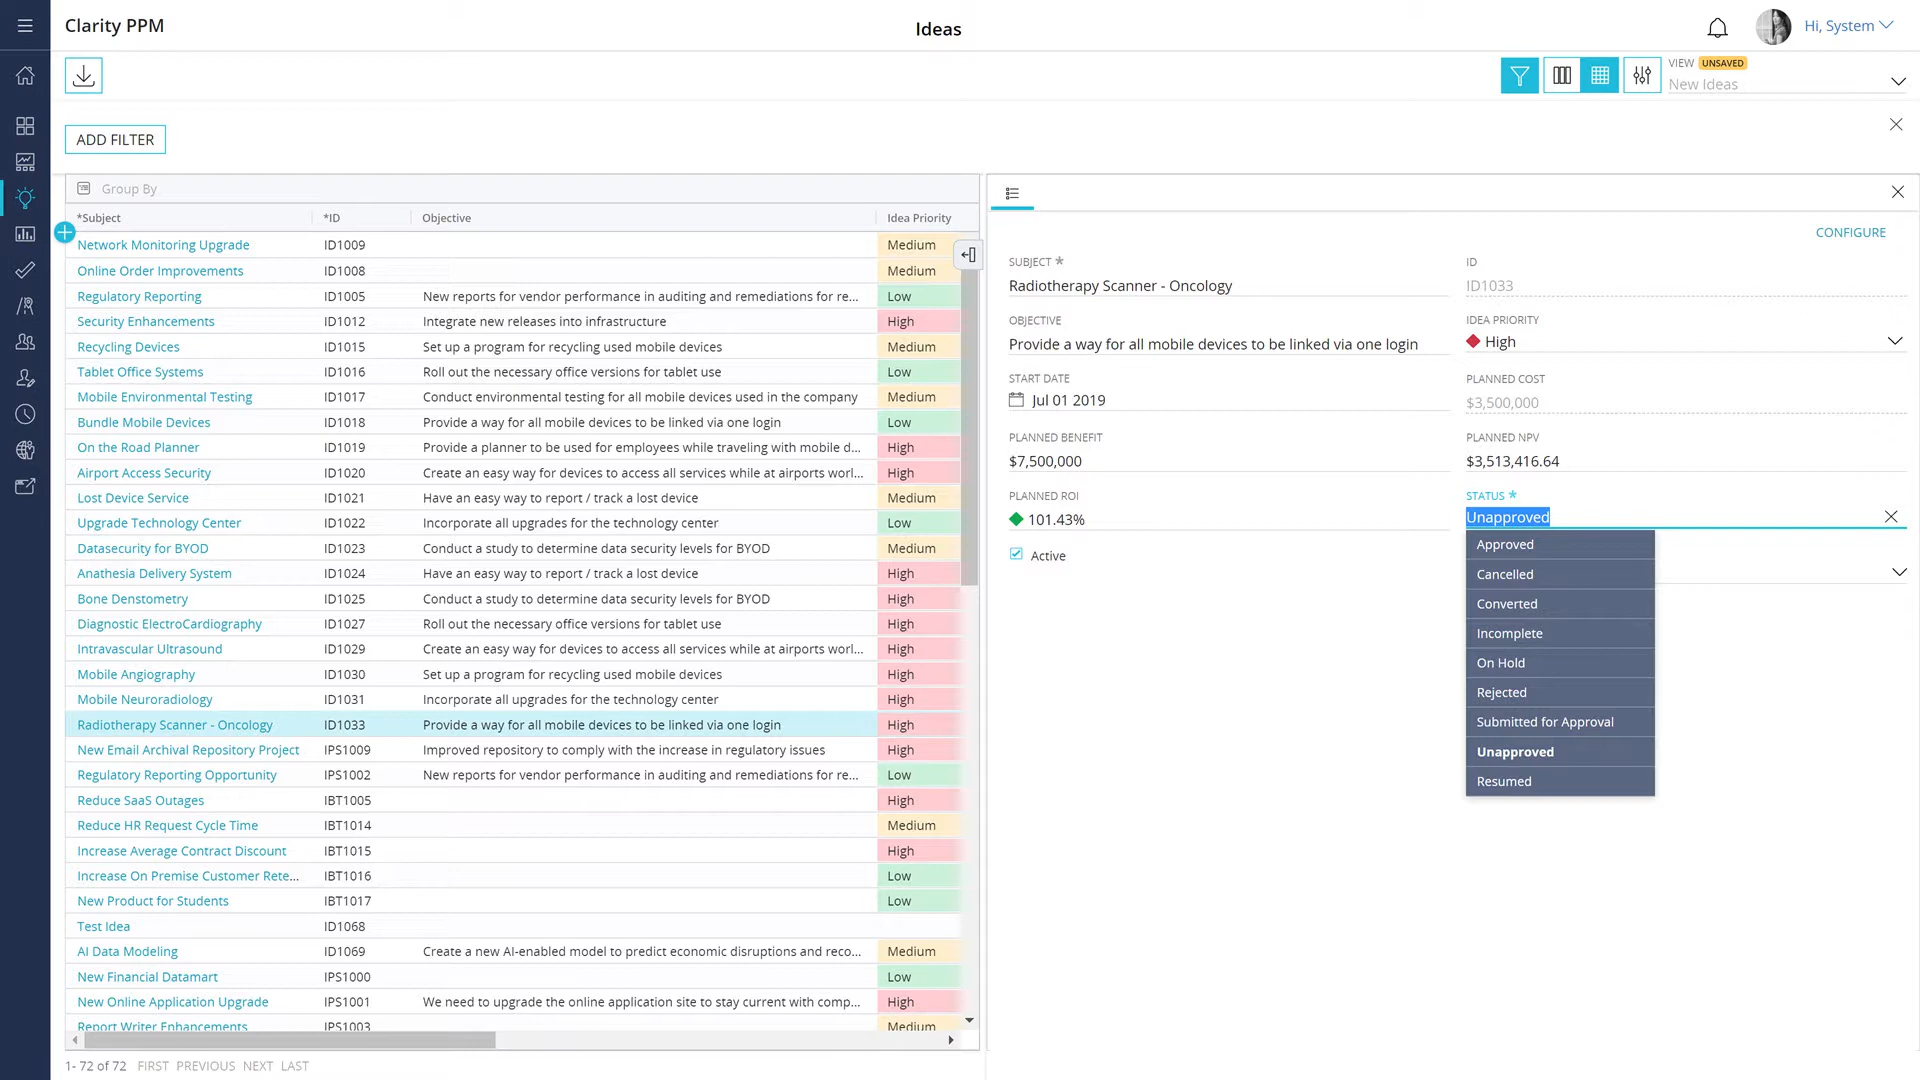 Clarity PPM
Ideas
Hi, System
VIEW UNSAVED
New Ideas
ADD FILTER
Group By
*Subject *ID Objective Idea Priority
Network Monitoring Upgrade ID1009 Medium
Online Order Improvements ID1008 Medium
Regulatory Reporting ID1005 New reports for vendor performance in auditing and remediations for re... Low
Security Enhancements ID1012 Integrate new releases into infrastructure High
Recycling Devices ID1015 Set up a program for recycling used mobile devices Medium
Tablet Office Systems ID1016 Roll out the necessary office versions for tablet use Low
Mobile Environmental Testing ID1017 Conduct environmental testing for all mobile devices used in the company Medium
Bundle Mobile Devices ID1018 Provide a way for all mobile devices to be linked via one login Low
On the Road Planner ID1019 Provide a planner to be used for employees while traveling with mobile d... High
Airport Access Security ID1020 Create an easy way for devices to access all services while at airports worl... High
Lost Device Service ID1021 Have an easy way to report / track a lost device Medium
Upgrade Technology Center ID1022 Incorporate all upgrades for the technology center Low
Datasecurity for BYOD ID1023 Conduct a study to determine data security levels for BYOD Medium
Anathesia Delivery System ID1024 Have an easy way to report / track a lost device High
Bone Denstometry ID1025 Conduct a study to determine data security levels for BYOD High
Diagnostic ElectroCardiography ID1027 Roll out the necessary office versions for tablet use High
Intravascular Ultrasound ID1029 Create an easy way for devices to access all services while at airports worl... High
Mobile Angiography ID1030 Set up a program for recycling used mobile devices High
Mobile Neuroradiology ID1031 Incorporate all upgrades for the technology center High
Radiotherapy Scanner - Oncology ID1033 Provide a way for all mobile devices to be linked via one login High
New Email Archival Repository Project IPS1009 Improved repository to comply with the increase in regulatory issues High
Regulatory Reporting Opportunity IPS1002 New reports for vendor performance in auditing and remediations for re... Low
Reduce SaaS Outages IBT1005 High
Reduce HR Request Cycle Time IBT1014 Medium
Increase Average Contract Discount IBT1015 High
Increase On Premise Customer Rete... IBT1016 Low
New Product for Students IBT1017 Low
Test Idea ID1068
AI Data Modeling ID1069 Create a new AI-enabled model to predict economic disruptions and reco... Medium
New Financial Datamart IPS1000 Low
New Online Application Upgrade IPS1001 We need to upgrade the online application site to stay current with comp... High
Report Writer Enhancements IPS1003 Medium
1- 72 of 72 FIRST PREVIOUS NEXT LAST
CONFIGURE
SUBJECT *
Radiotherapy Scanner - Oncology
ID
ID1033
OBJECTIVE
Provide a way for all mobile devices to be linked via one login
IDEA PRIORITY
High
START DATE
Jul 01 2019
PLANNED COST
$3,500,000
PLANNED BENEFIT
$7,500,000
PLANNED NPV
$3,513,416.64
PLANNED ROI
101.43%
STATUS *
Unapproved
Active
Approved
Cancelled
Converted
Incomplete
On Hold
Rejected
Submitted for Approval
Unapproved
Resumed